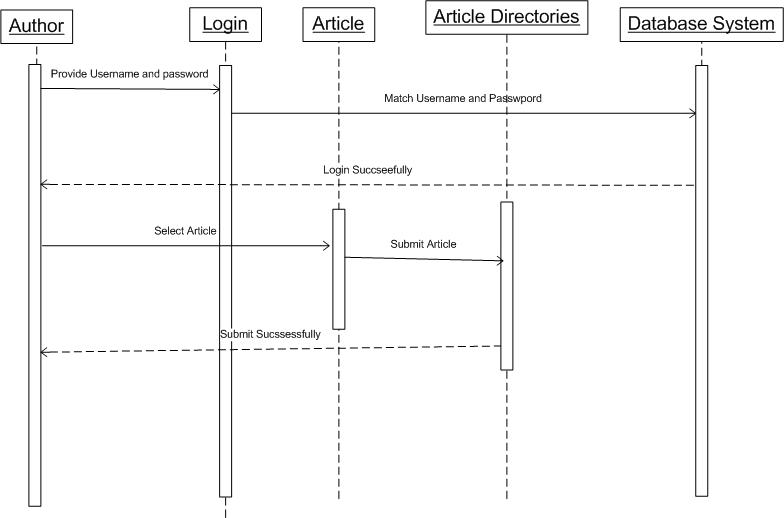 Author
Login
Article
Article Directories
Database System
Provide Username and password
Match Username and Passwpord
Login Succseefully
Select Article
Submit Article
Submit Sucssessfully